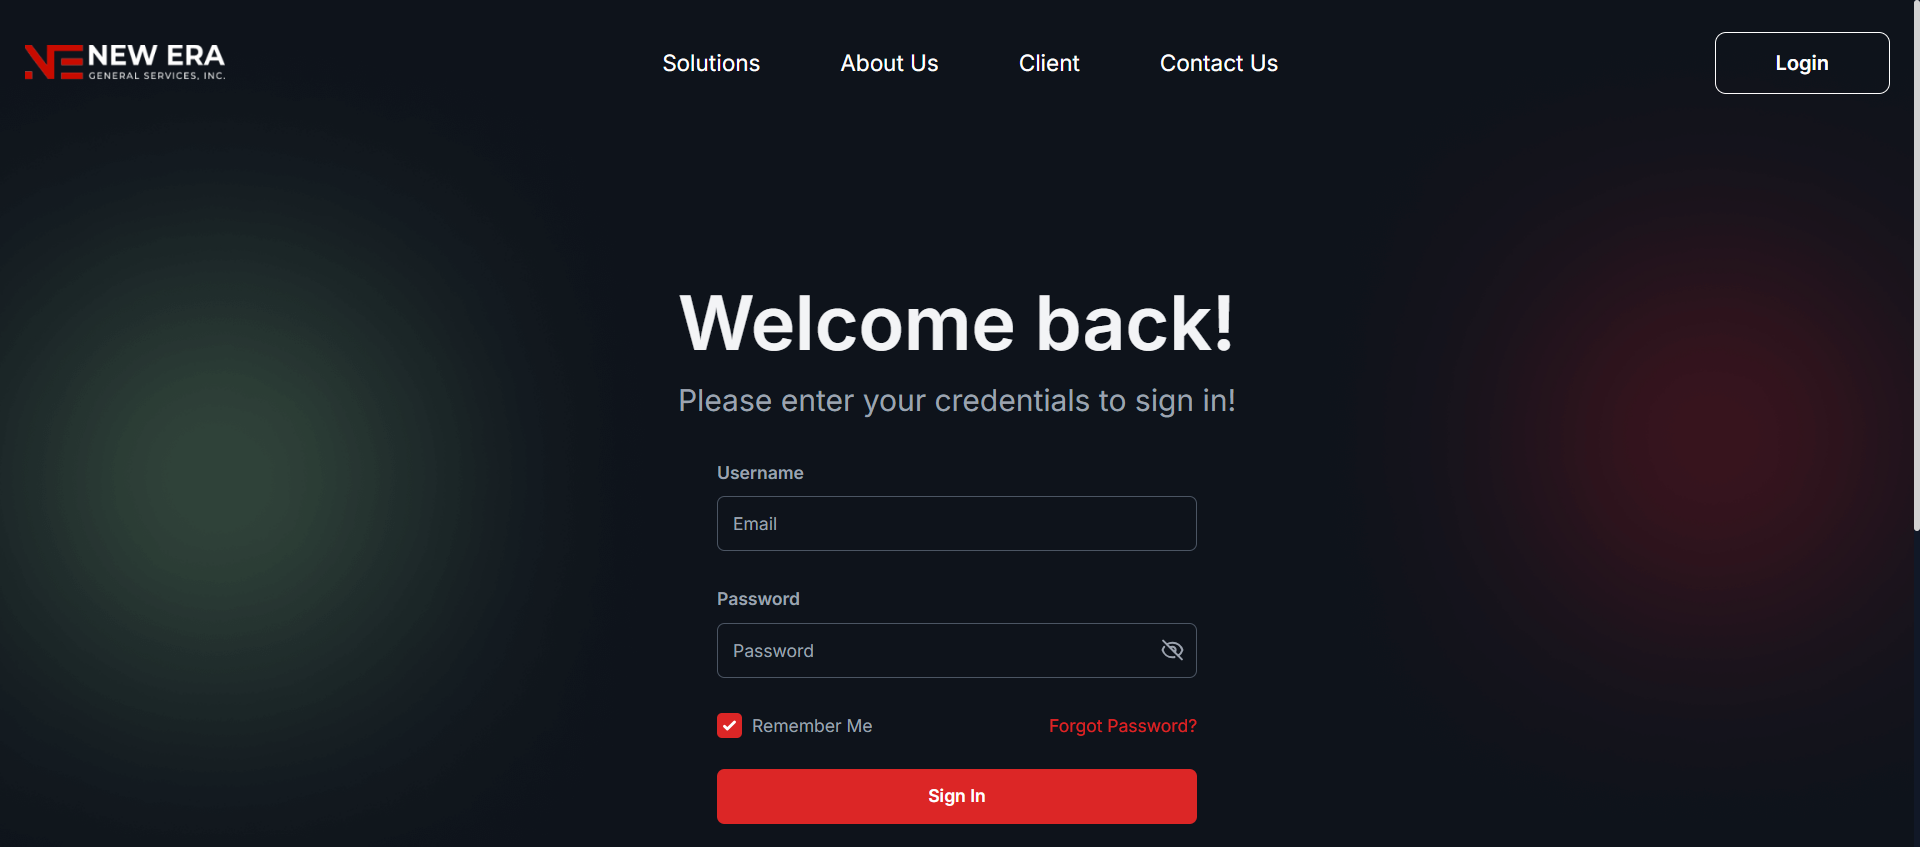 NEW ERA
GENERAL SERVICES, INC.
Solutions
About Us
Client
Contact Us
Login
Welcome back!
Please enter your credentials to sign in!
Username
Email
Password
Password
Remember Me
Forgot Password?
Sign In